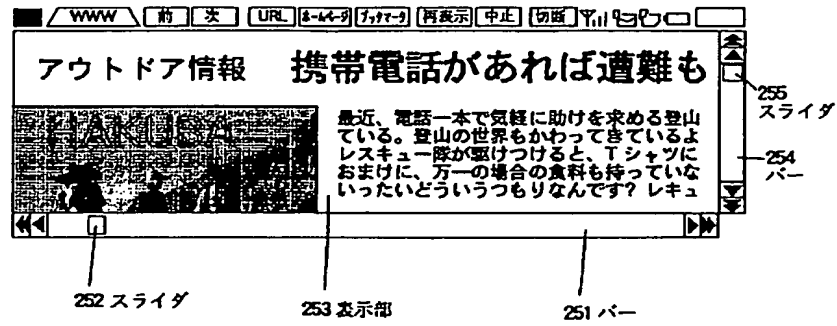 WWW 前 次 URL ホームページ ブックマーク 再表示 中止 切断
アウトドア情報 携帯電話があれば遭難も
HAKUBA
最近、電話一本で気軽に助けを求める登山
ている。登山の世界もかわってきているよ
レスキュー隊が駆けつけると、Tシャツに
おまけに、万一の場合の食料も持っていな
いったいどういうつもりなんです? レキュ
255
スライダ
254
バー
252 スライダ
253 表示部
251 バー